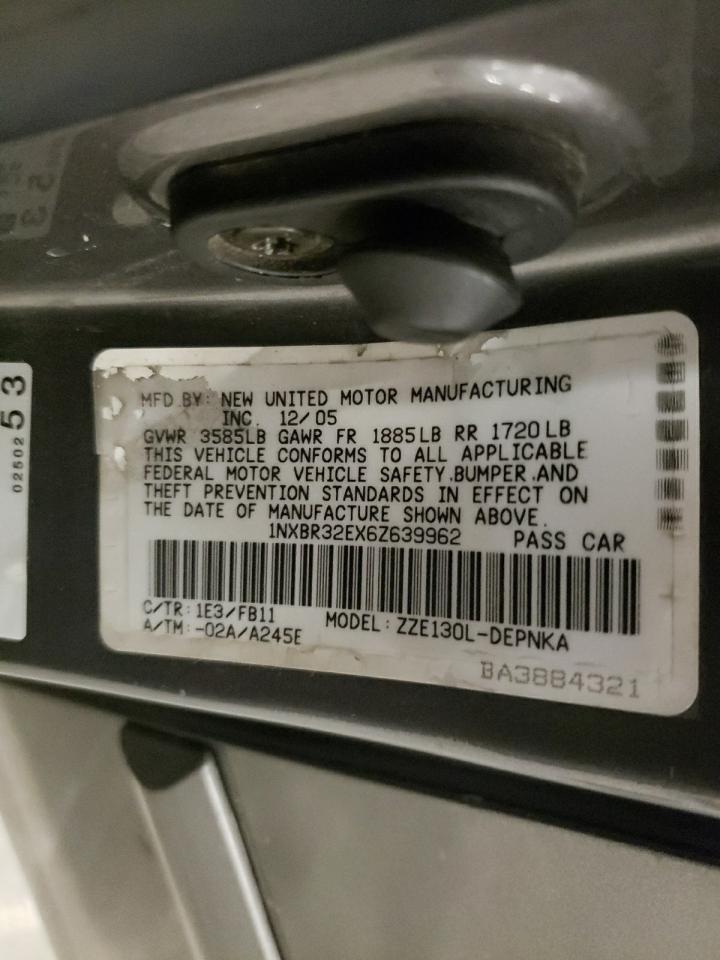 MFD.BY: NEW UNITED MOTOR MANUFACTURING
INC. 12/05
GVWR 3585LB GAWR FR 1885LB RR 1720LB
THIS VEHICLE CONFORMS TO ALL APPLICABLE
FEDERAL MOTOR VEHICLE SAFETY,BUMPER,AND
THEFT PREVENTION STANDARDS IN EFFECT ON
THE DATE OF MANUFACTURE SHOWN ABOVE.
1NXBR32EX6Z639962 PASS CAR
C/TR: 1E3/FB11
A/TM: -02A/A245E
MODEL: ZZE130L-DEPNKA
BA3884321
02502
53